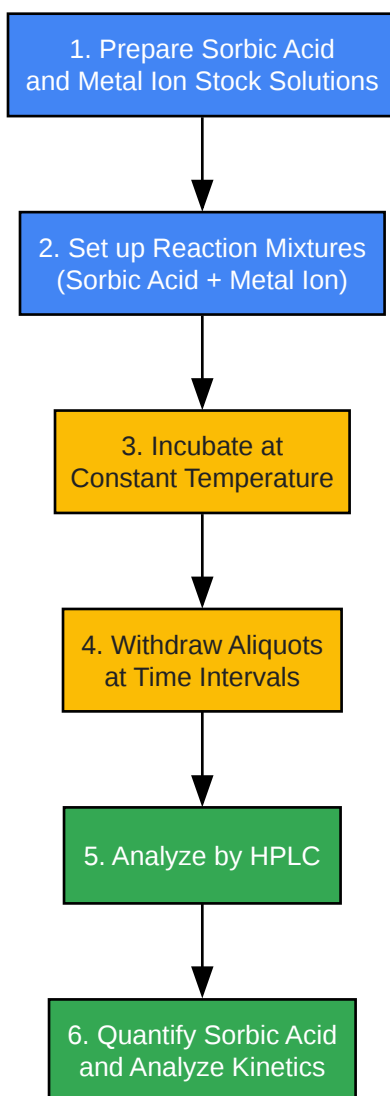 1. Prepare Sorbic Acid
and Metal Ion Stock Solutions
2. Set up Reaction Mixtures
(Sorbic Acid + Metal Ion)
3. Incubate at
Constant Temperature
4. Withdraw Aliquots
at Time Intervals
5. Analyze by HPLC
6. Quantify Sorbic Acid
and Analyze Kinetics